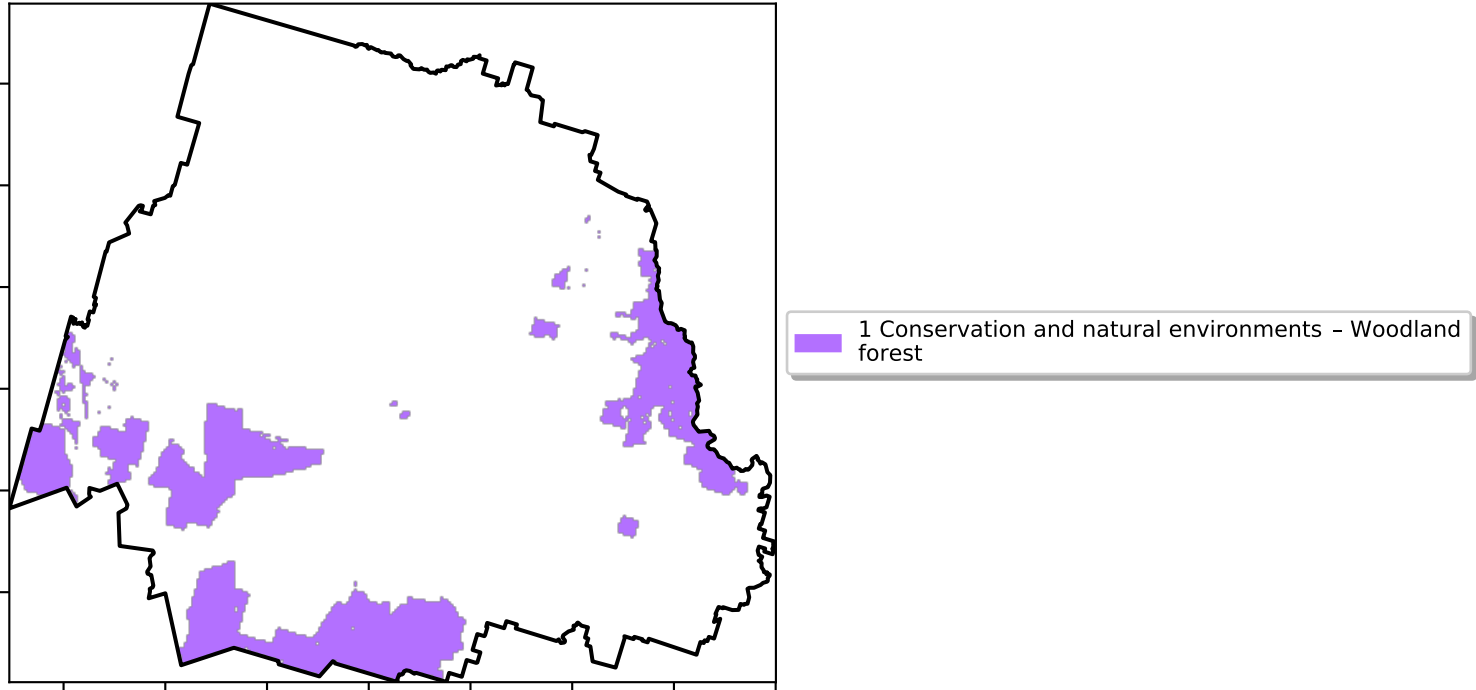 1 Conservation and natural environments – Woodland
forest